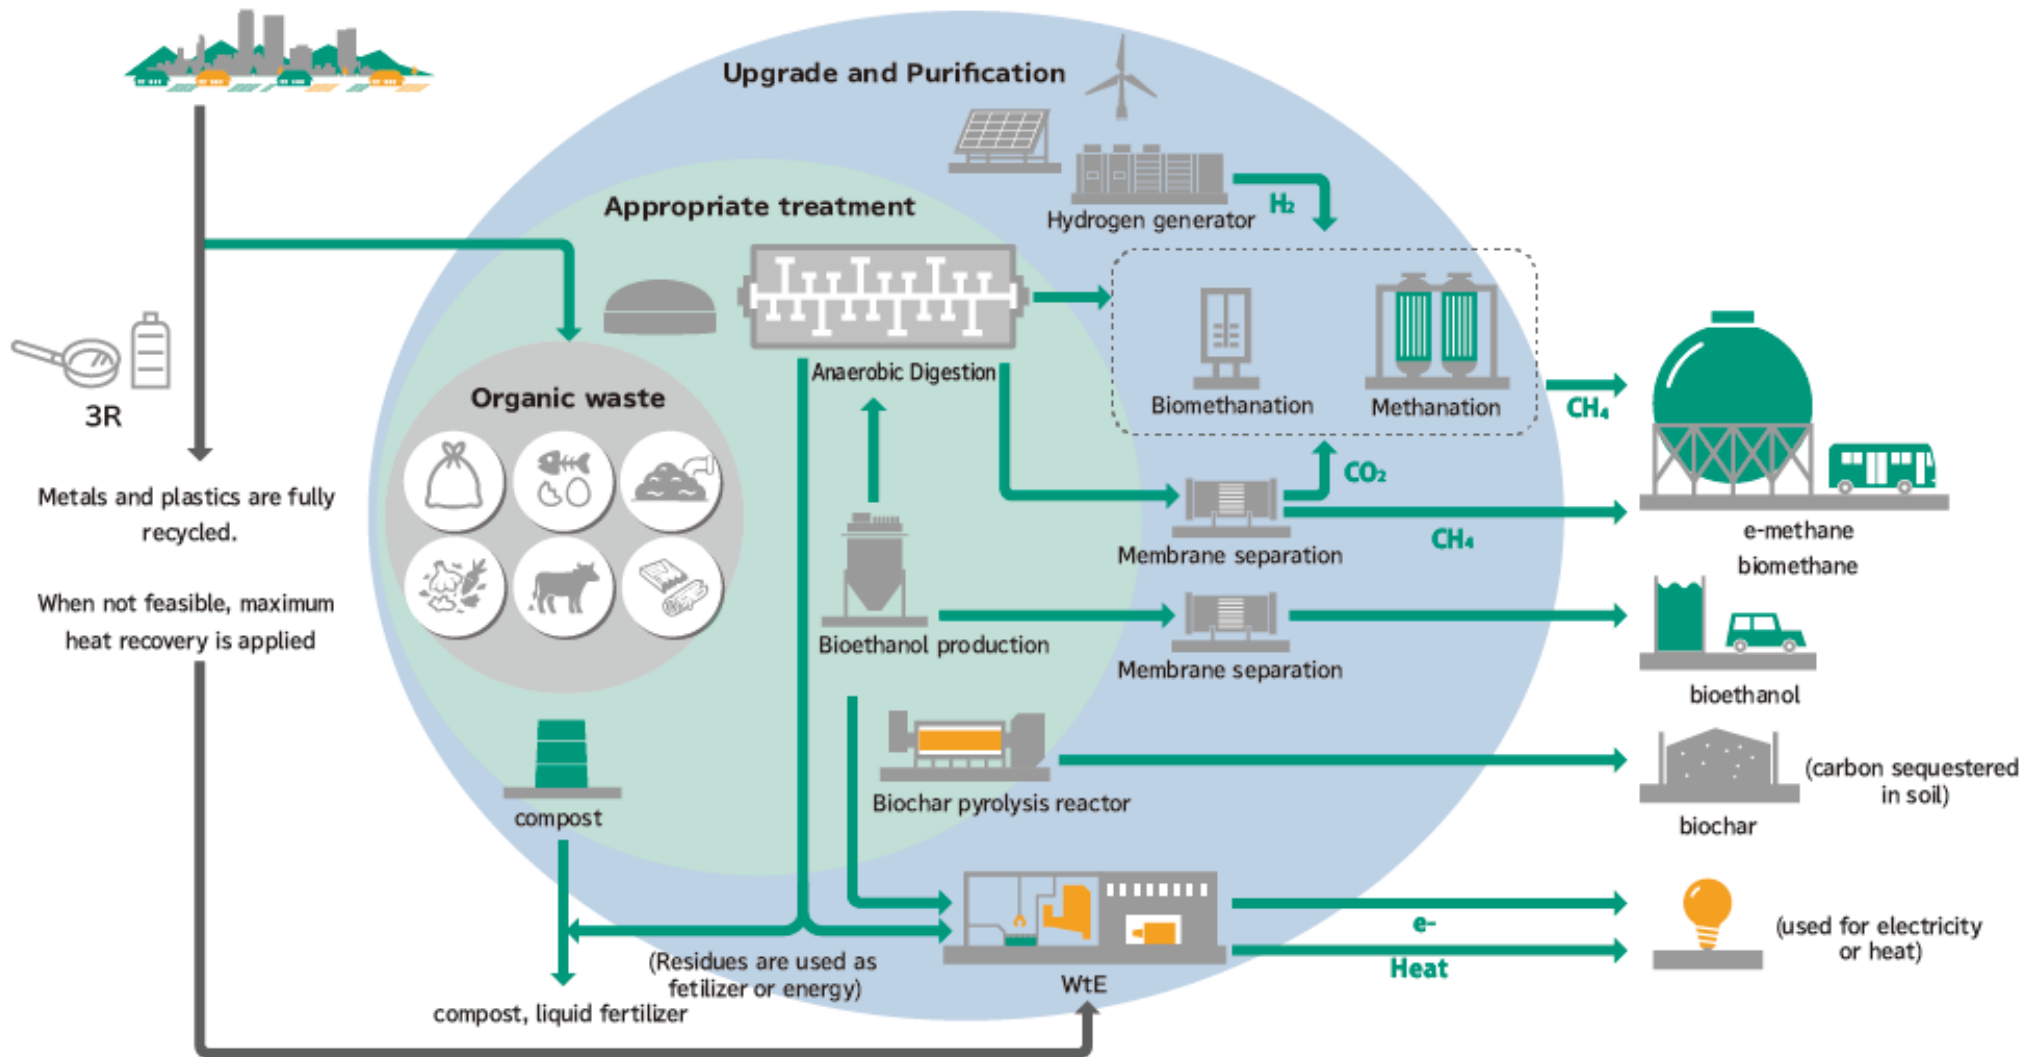 Upgrade and Purification
Appropriate treatment
Hydrogen generator
H₂
3R
Organic waste
Anaerobic Digestion
Biomethanation
Methanation
CH₄
Metals and plastics are fully
recycled.
CO₂
CH₄
Membrane separation
e-methane
biomethane
When not feasible, maximum
heat recovery is applied
Bioethanol production
Membrane separation
bioethanol
compost
Biochar pyrolysis reactor
(carbon sequestered
in soil)
biochar
e-
Heat
(used for electricity
or heat)
(Residues are used as
fetilizer or energy)
WtE
compost, liquid fertilizer